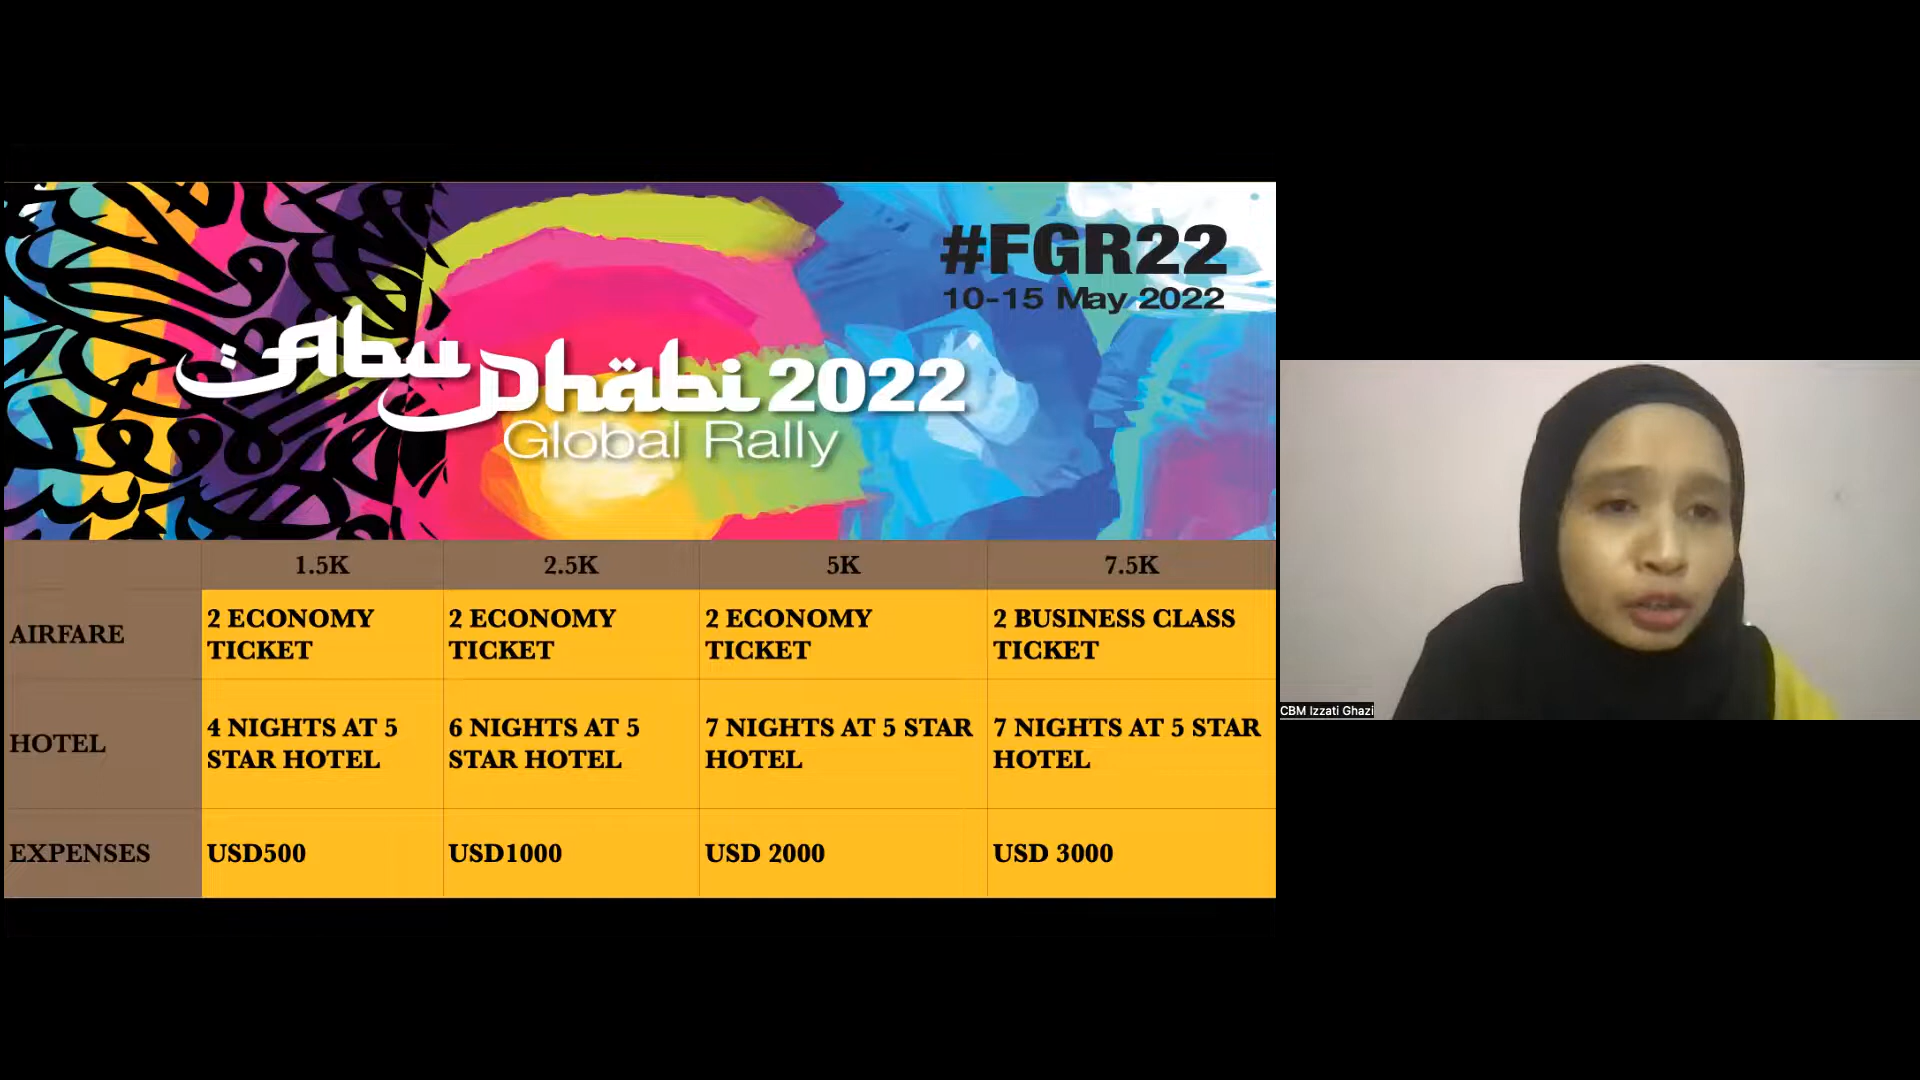 #FGR22
10-15 May 2022
Abu Dhabi 2022
Global Rally
1.5K 2.5K 5K 7.5K
AIRFARE
2 ECONOMY
TICKET
2 ECONOMY
TICKET
2 ECONOMY
TICKET
2 BUSINESS CLASS
TICKET
HOTEL
4 NIGHTS AT 5
STAR HOTEL
6 NIGHTS AT 5
STAR HOTEL
7 NIGHTS AT 5 STAR
HOTEL
7 NIGHTS AT 5 STAR
HOTEL
EXPENSES
USD500
USD1000
USD 2000
USD 3000
CBM Izzati Ghazi